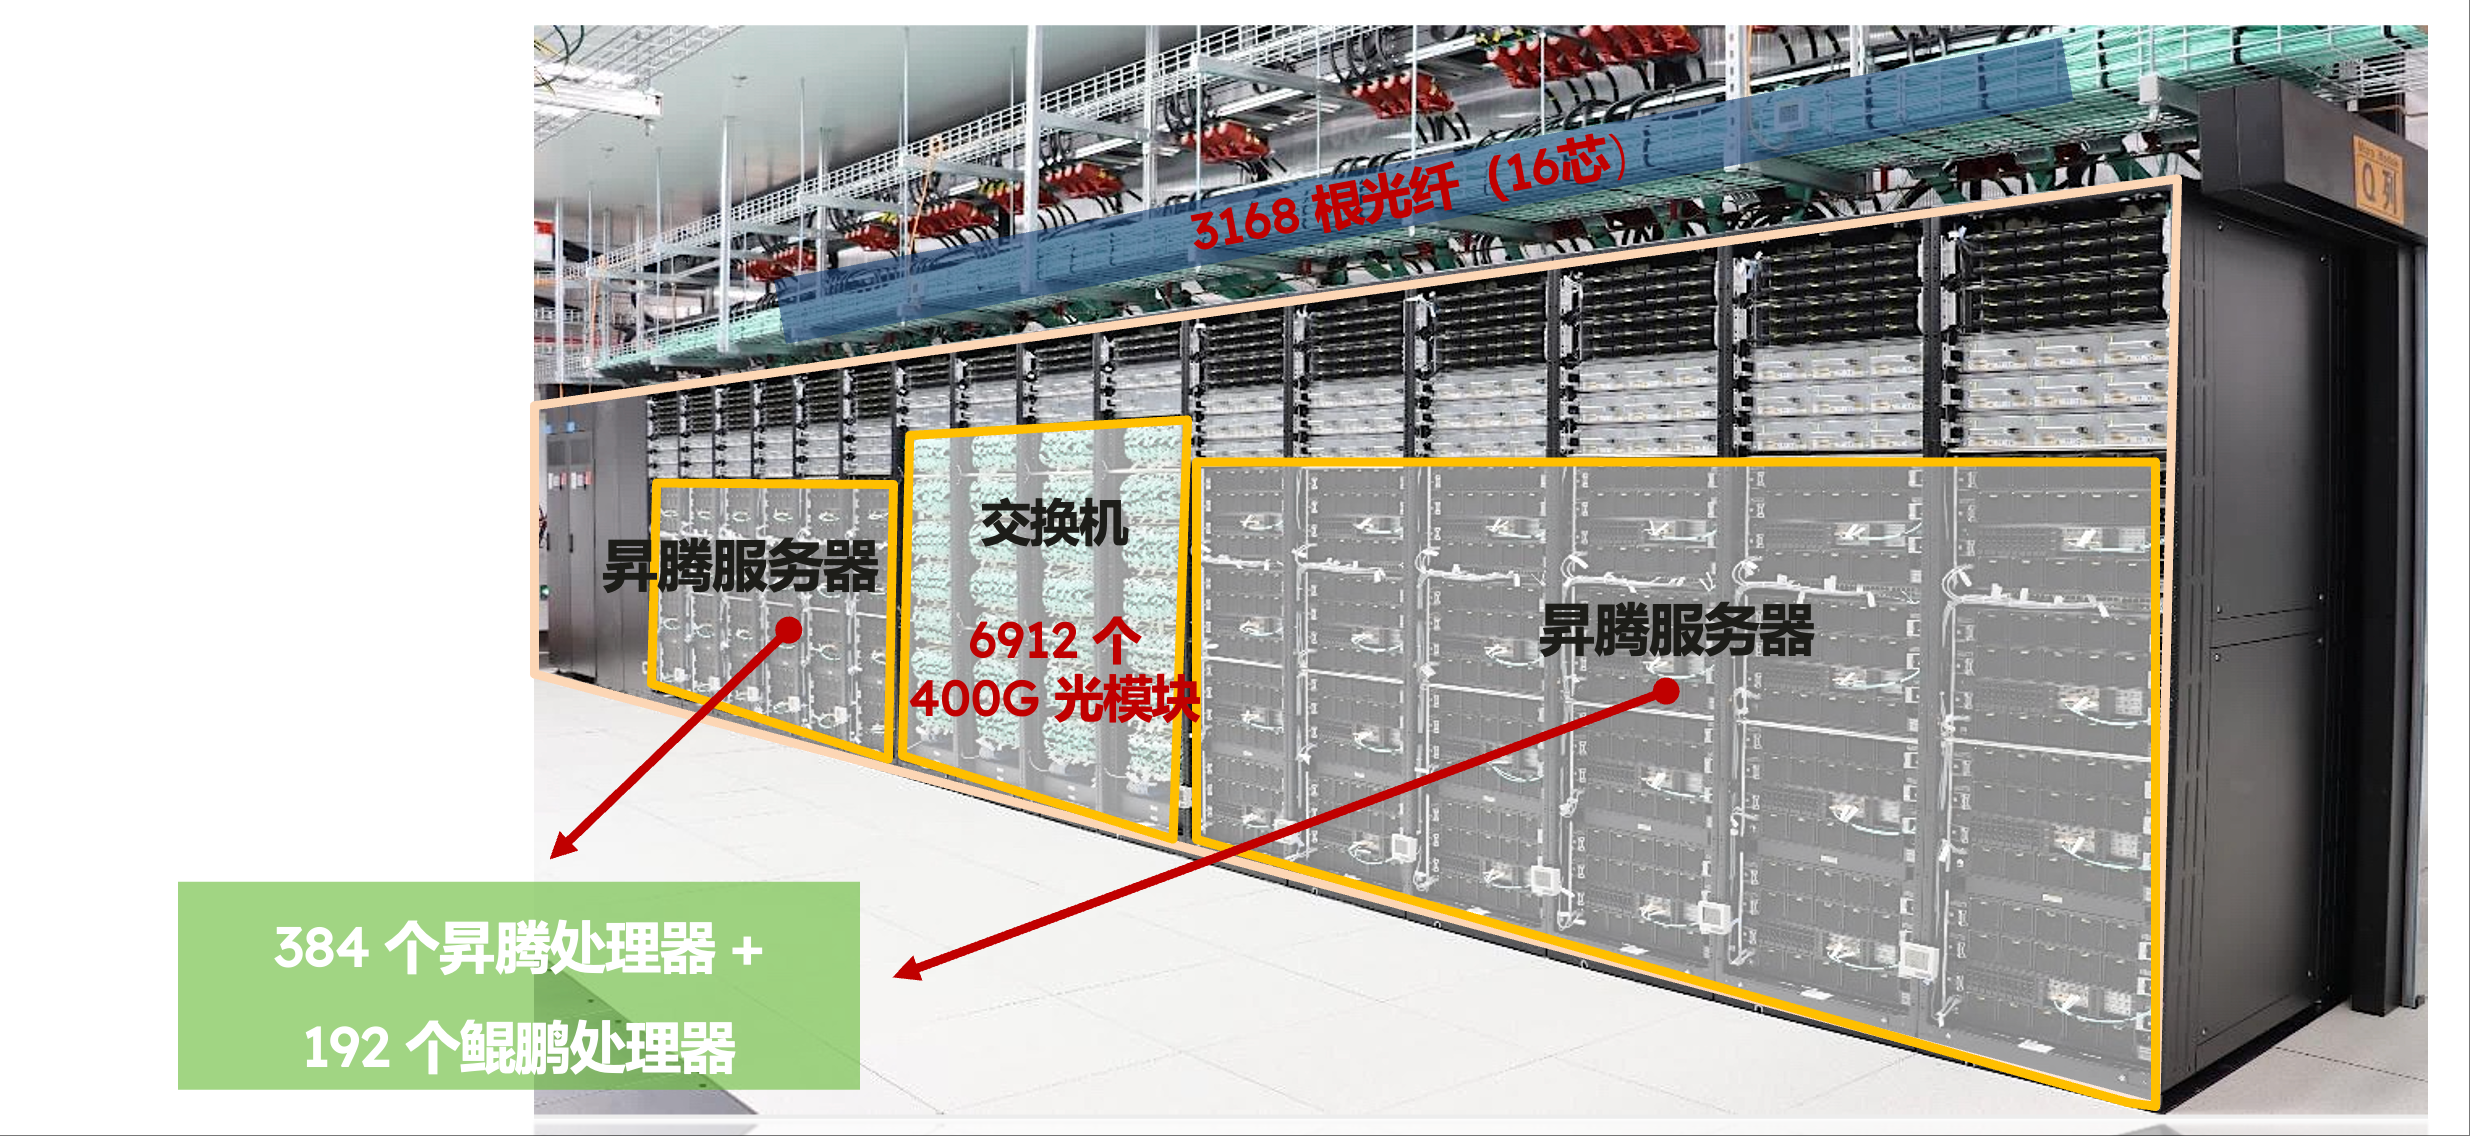 3168 根光纤 (16芯)
Q 列
交换机
昇腾服务器
6912 个
400G 光模块
昇腾服务器
384 个昇腾处理器 +
192 个鲲鹏处理器